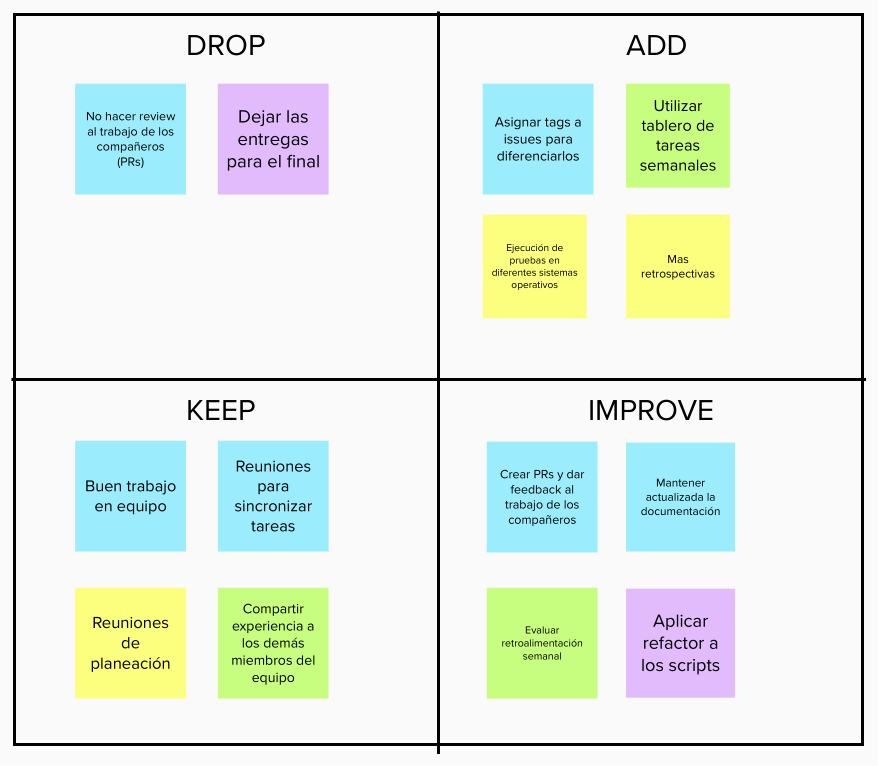 DROP
No hacer review
al trabajo de los
compañeros
(PRs)
Dejar las
entregas
para el final
ADD
Asignar tags a
issues para
diferenciarlos
Utilizar
tablero de
tareas
semanales
Ejecución de
pruebas en
diferentes sistemas
operativos
Mas
retrospectivas
KEEP
Buen trabajo
en equipo
Reuniones
para
sincronizar
tareas
Reuniones
de
planeación
Compartir
experiencia a
los demás
miembros del
equipo
IMPROVE
Crear PRs y dar
feedback al
trabajo de los
compañeros
Mantener
actualizada la
documentación
Evaluar
retroalimentación
semanal
Aplicar
refactor a
los scripts